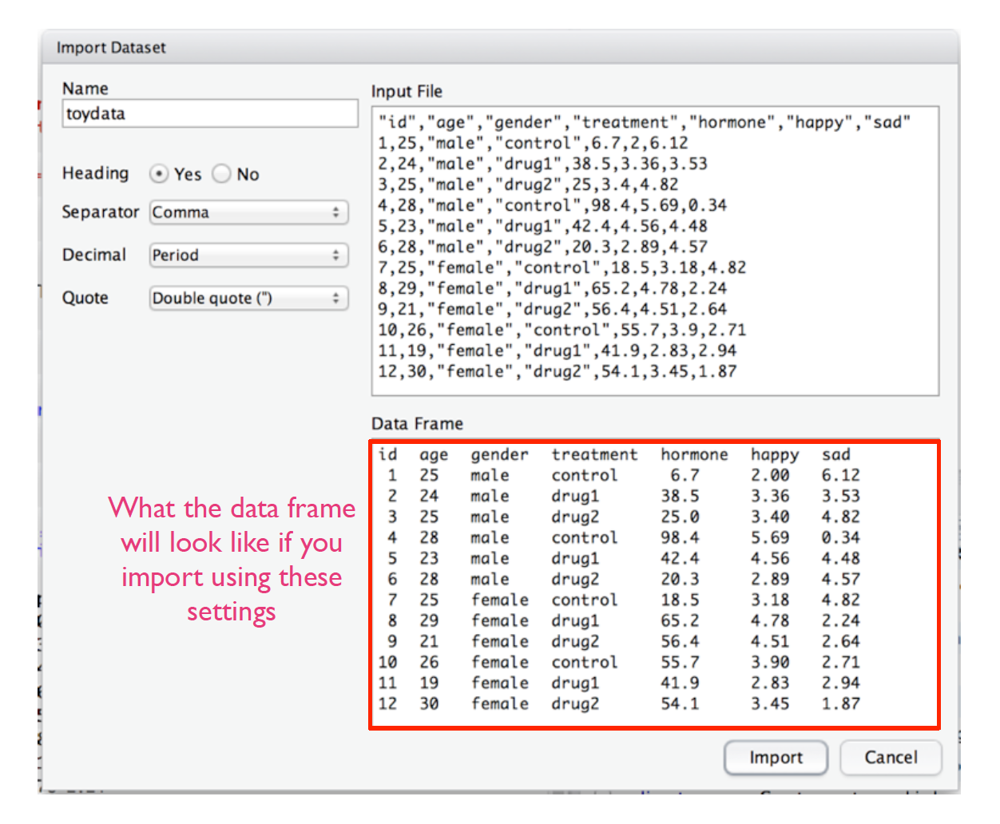 Import Dataset
Name
toydata
Heading Yes No
Separator Comma
Decimal Period
Quote Double quote (")
Input File
"id","age","gender","treatment","hormone","happy","sad"
1,25,"male","control",6.7,2,6.12
2,24,"male","drug1",38.5,3.36,3.53
3,25,"male","drug2",25,3.4,4.82
4,28,"male","control",98.4,5.69,0.34
5,23,"male","drug1",42.4,4.56,4.48
6,28,"male","drug2",20.3,2.89,4.57
7,25,"female","control",18.5,3.18,4.82
8,29,"female","drug1",65.2,4.78,2.24
9,21,"female","drug2",56.4,4.51,2.64
10,26,"female","control",55.7,3.9,2.71
11,19,"female","drug1",41.9,2.83,2.94
12,30,"female","drug2",54.1,3.45,1.87
Data Frame
id age gender treatment hormone happy sad
1 25 male control 6.7 2.00 6.12
2 24 male drug1 38.5 3.36 3.53
3 25 male drug2 25.0 3.40 4.82
4 28 male control 98.4 5.69 0.34
5 23 male drug1 42.4 4.56 4.48
6 28 male drug2 20.3 2.89 4.57
7 25 female control 18.5 3.18 4.82
8 29 female drug1 65.2 4.78 2.24
9 21 female drug2 56.4 4.51 2.64
10 26 female control 55.7 3.90 2.71
11 19 female drug1 41.9 2.83 2.94
12 30 female drug2 54.1 3.45 1.87
What the data frame
will look like if you
import using these
settings
Import Cancel